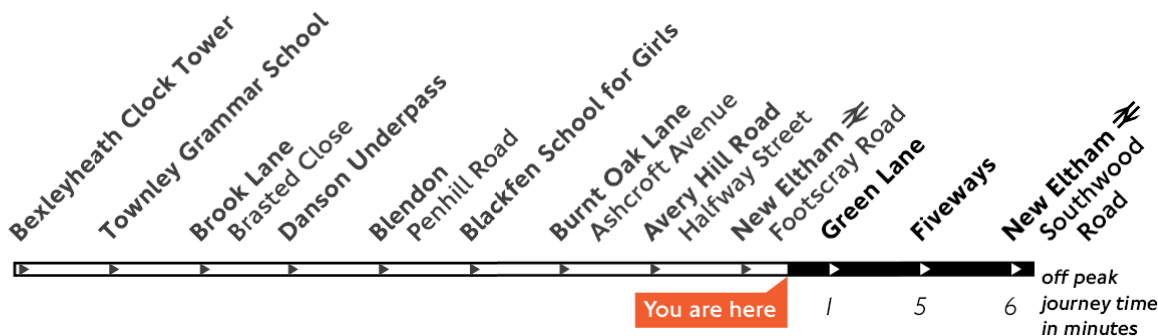 Bexleyheath Clock Tower
Townley Grammar School
Brook Lane
Brasted Close
Danson Underpass
Blendon
Penhill Road
Blackfen School for Girls
Burnt Oak Lane
Ashcroft Avenue
Avery Hill Road
Halfway Street
New Eltham
Footscray Road
Green Lane
Fiveways
New Eltham
Southwood
Road
You are here
1
5
6
off peak
journey time
in minutes